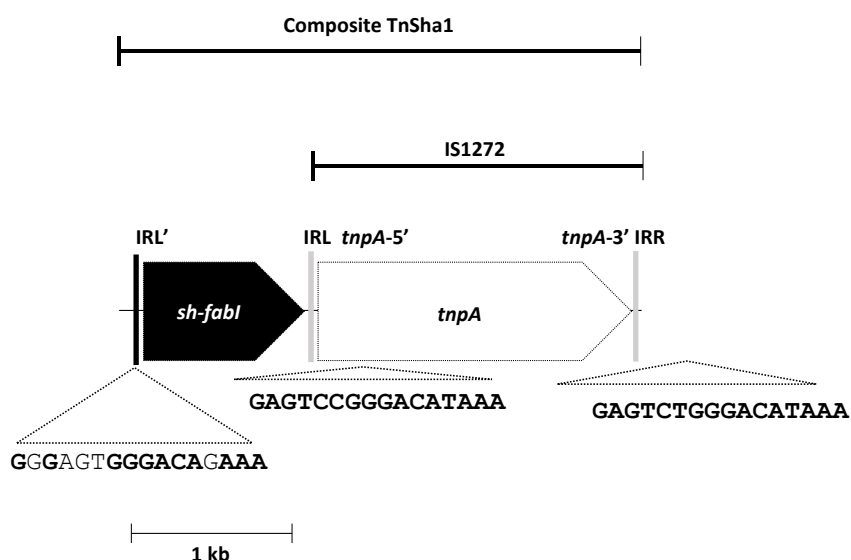 Composite TnSha1
IS1272
IRL’ IRL tnpA-5’ tnpA-3’ IRR
sh-fabI tnpA
GAGTCCGGGACATAAA
GAGTCTGGGACATAAA
GGGAGTGGGACAGAAA
1 kb